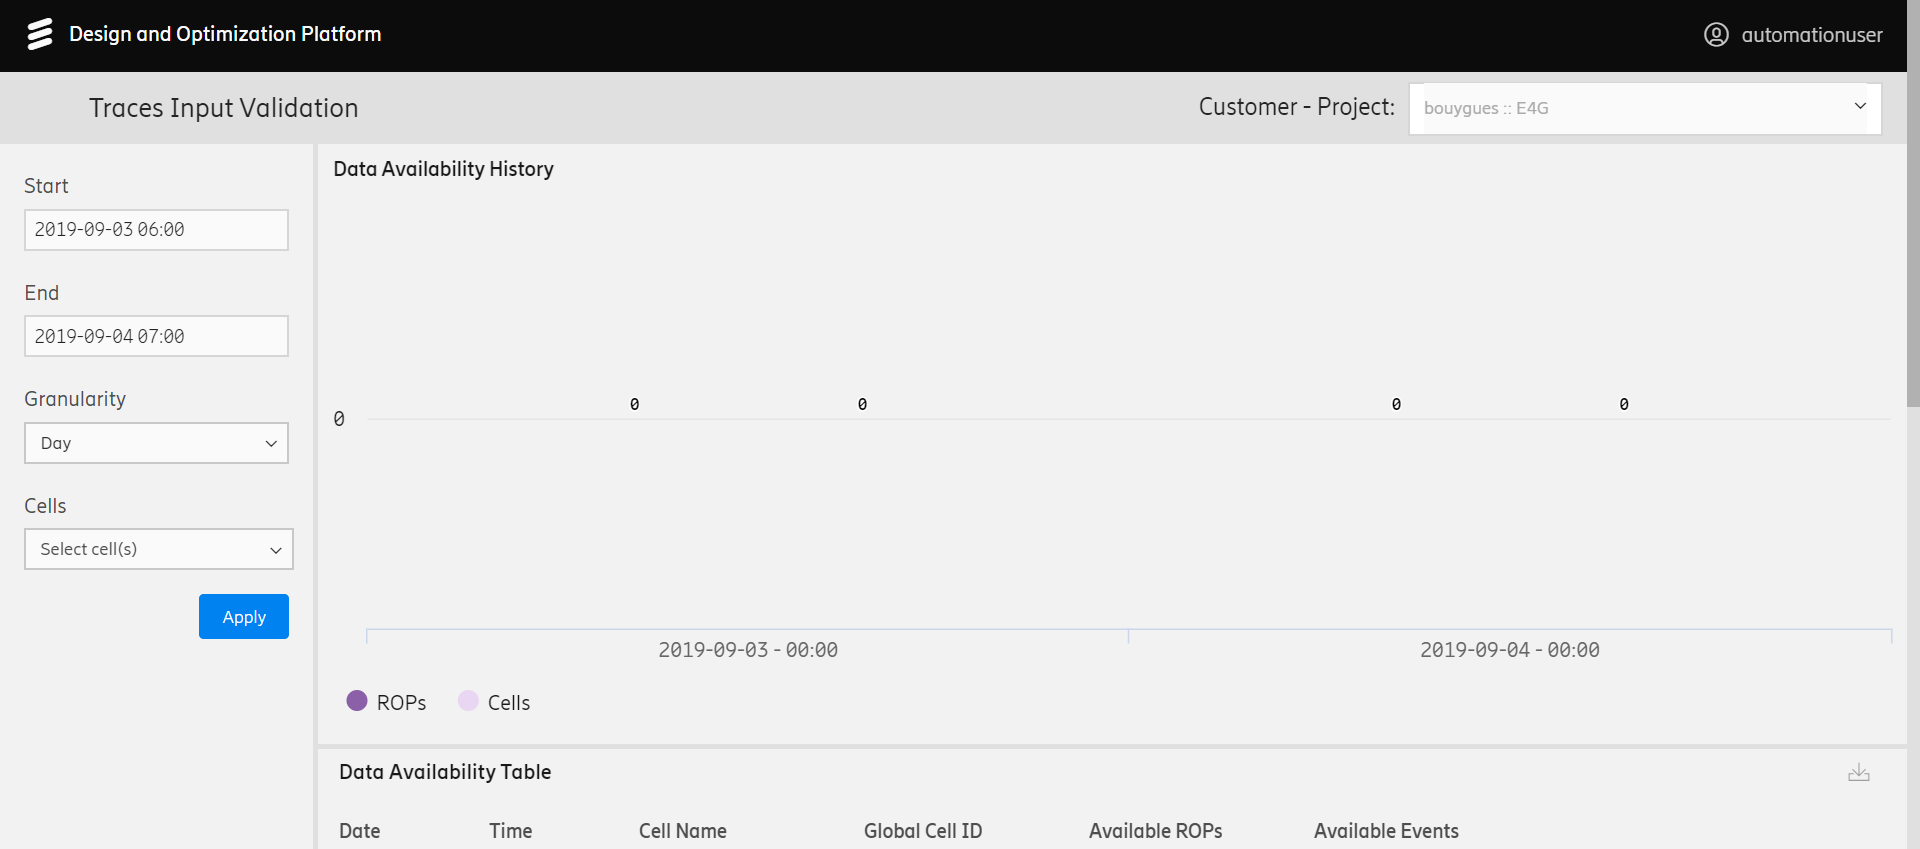 Design and Optimization Platform
automationuser
Traces Input Validation
Customer - Project:
bouygues :: E4G
Start
2019-09-03 06:00
End
2019-09-04 07:00
Granularity
Day
Cells
Select cell(s)
Apply
Data Availability History
0 0 0 0
0
2019-09-03 - 00:00 2019-09-04 - 00:00
ROPs Cells
Data Availability Table
Date Time Cell Name Global Cell ID Available ROPs Available Events